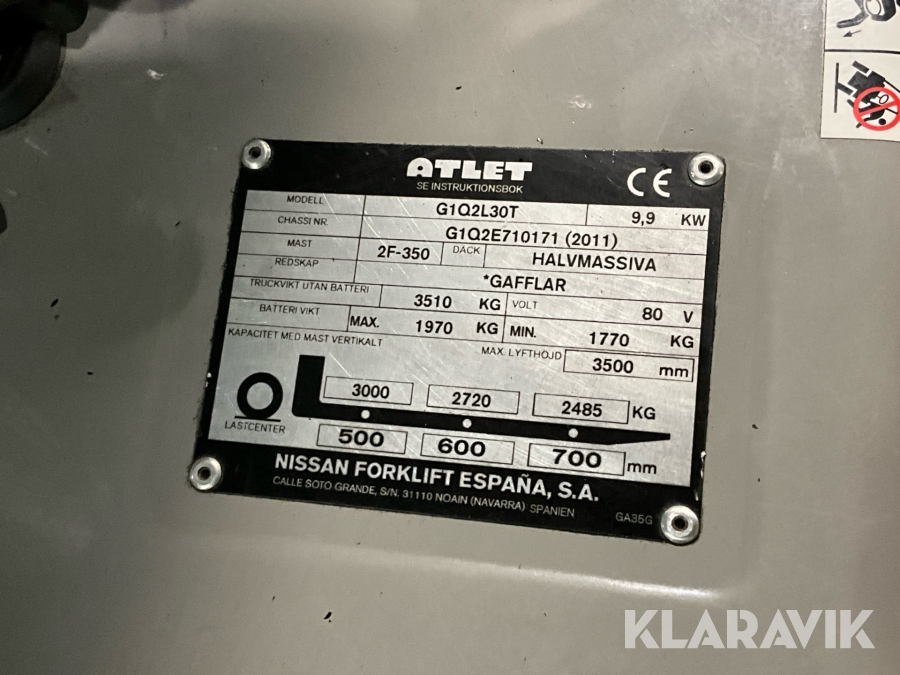 ATLET
SE INSTRUKTIONSBOK
CE
MODELL G1Q2L30T 9,9 KW
CHASSI NR. G1Q2E710171 (2011)
MAST 2F-350 DÄCK HALVMASSIVA
REDSKAP *GAFFLAR
TRUCKVIKT UTAN BATTERI 3510 KG VOLT 80 V
BATTERI VIKT MAX. 1970 KG MIN. 1770 KG
KAPACITET MED MAST VERTIKALT MAX. LYFTHÖJD 3500 mm
3000 2720 2485 KG
LASTCENTER 500 600 700 mm
NISSAN FORKLIFT ESPAÑA, S.A.
CALLE SOTO GRANDE, S/N. 31110 NOAIN (NAVARRA) SPANIEN GA35G
KLARAVIK